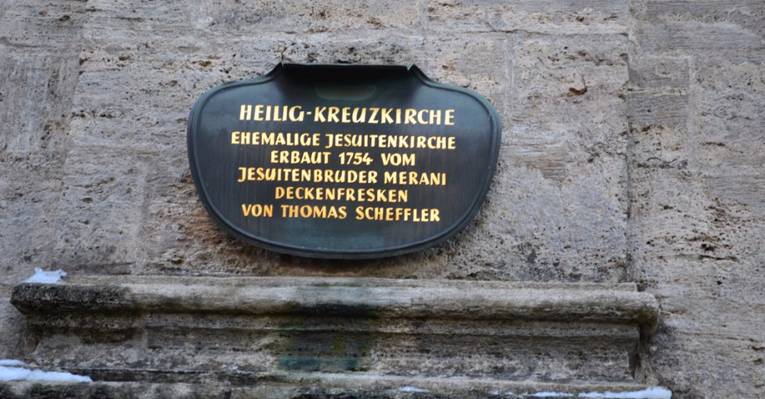 HEILIG-KREUZKIRCHE
EHEMALIGE JESUITENKIRCHE
ERBAUT 1754 VOM
JESUITENBRUDER MERANI
DECKENFRESKEN
VON THOMAS SCHEFFLER